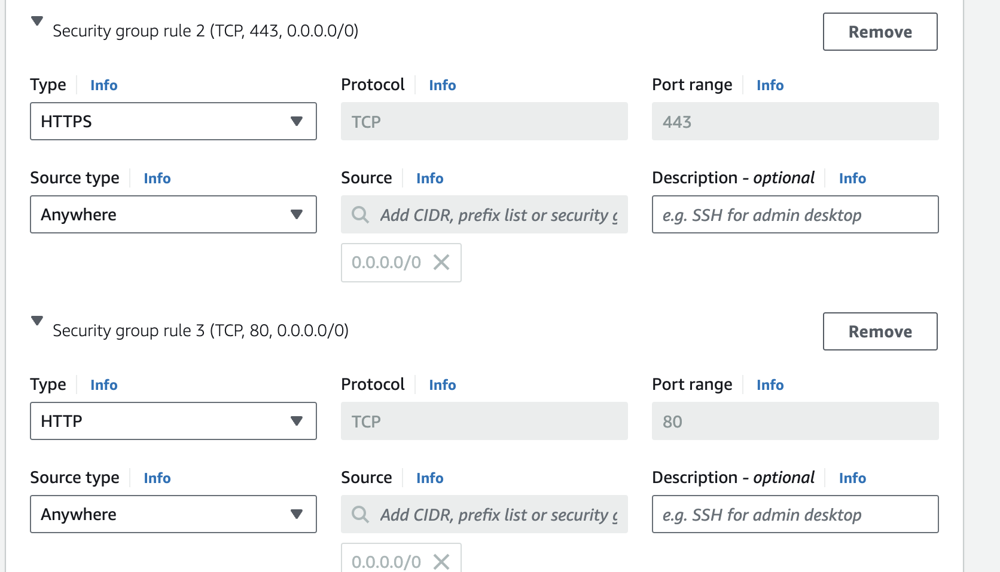 Security group rule 2 (TCP, 443, 0.0.0.0/0)
Remove
Type Info
Protocol Info
Port range Info
HTTPS
TCP
443
Source type Info
Source Info
Description - optional Info
Anywhere
Add CIDR, prefix list or security
e.g. SSH for admin desktop
0.0.0.0/0
Security group rule 3 (TCP, 80, 0.0.0.0/0)
Remove
Type Info
Protocol Info
Port range Info
HTTP
TCP
80
Source type Info
Source Info
Description - optional Info
Anywhere
Add CIDR, prefix list or security
e.g. SSH for admin desktop
0.0.0.0/0